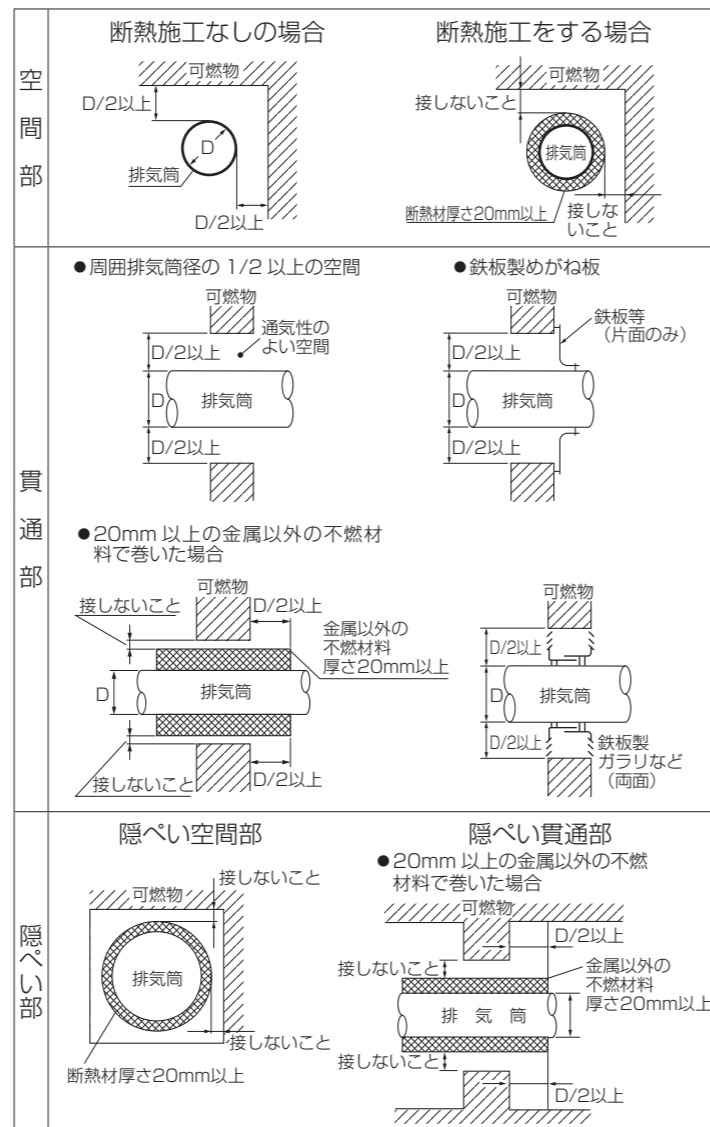 空間部
断熱施工なしの場合
可燃物
D/2以上
D
排気筒
D/2以上
断熱施工をする場合
可燃物
接しないこと
排気筒
断熱材厚さ20mm以上
接しな
いこと
貫通部
●周囲排気筒径の 1/2 以上の空間
可燃物
通気性の
よい空間
D/2以上
D
排気筒
D/2以上
●鉄板製めがね板
可燃物
鉄板等
(片面のみ)
D/2以上
D
排気筒
D/2以上
●20mm 以上の金属以外の不燃材
料で巻いた場合
可燃物
接しないこと
D/2以上
金属以外の
不燃材料
厚さ20mm以上
D
排気筒
接しないこと
D/2以上
可燃物
D/2以上
D
排気筒
D/2以上
鉄板製
ガラリなど
(両面)
隠ぺい部
隠ぺい空間部
接しないこと
可燃物
排気筒
接しないこと
断熱材厚さ20mm以上
隠ぺい貫通部
●20mm 以上の金属以外の不燃
材料で巻いた場合
可燃物
D/2以上
接しないこと
金属以外の
不燃材料
厚さ20mm以上
排気筒
接しないこと
D/2以上